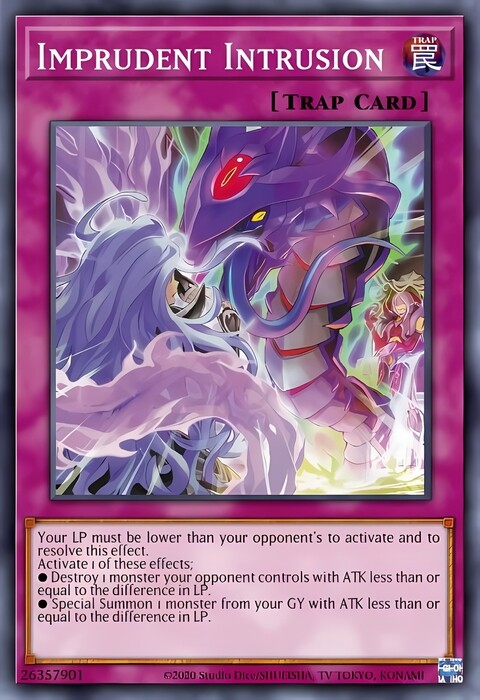 IMPRUDENT INTRUSION
TRAP
罠
[TRAP CARD]
Your LP must be lower than your opponent's to activate and to
resolve this effect.
Activate 1 of these effects;
● Destroy 1 monster your opponent controls with ATK less than or
equal to the difference in LP.
● Special Summon 1 monster from your GY with ATK less than or
equal to the difference in LP.
26357901
©2020 Studio Dice/SHUEISHA, TV TOKYO, KONAMI